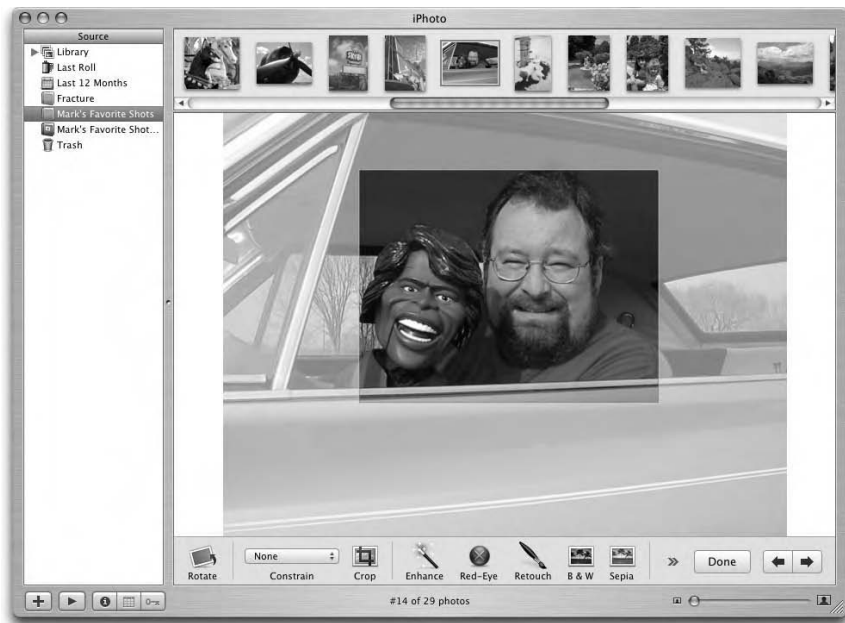 iPhoto
Source
Library
Last Roll
Last 12 Months
Fracture
Mark's Favorite Shots
Mark's Favorite Shot...
Trash
None
Rotate
Constrain
Crop
Enhance
Red-Eye
Retouch
B & W
Sepia
Done
#14 of 29 photos